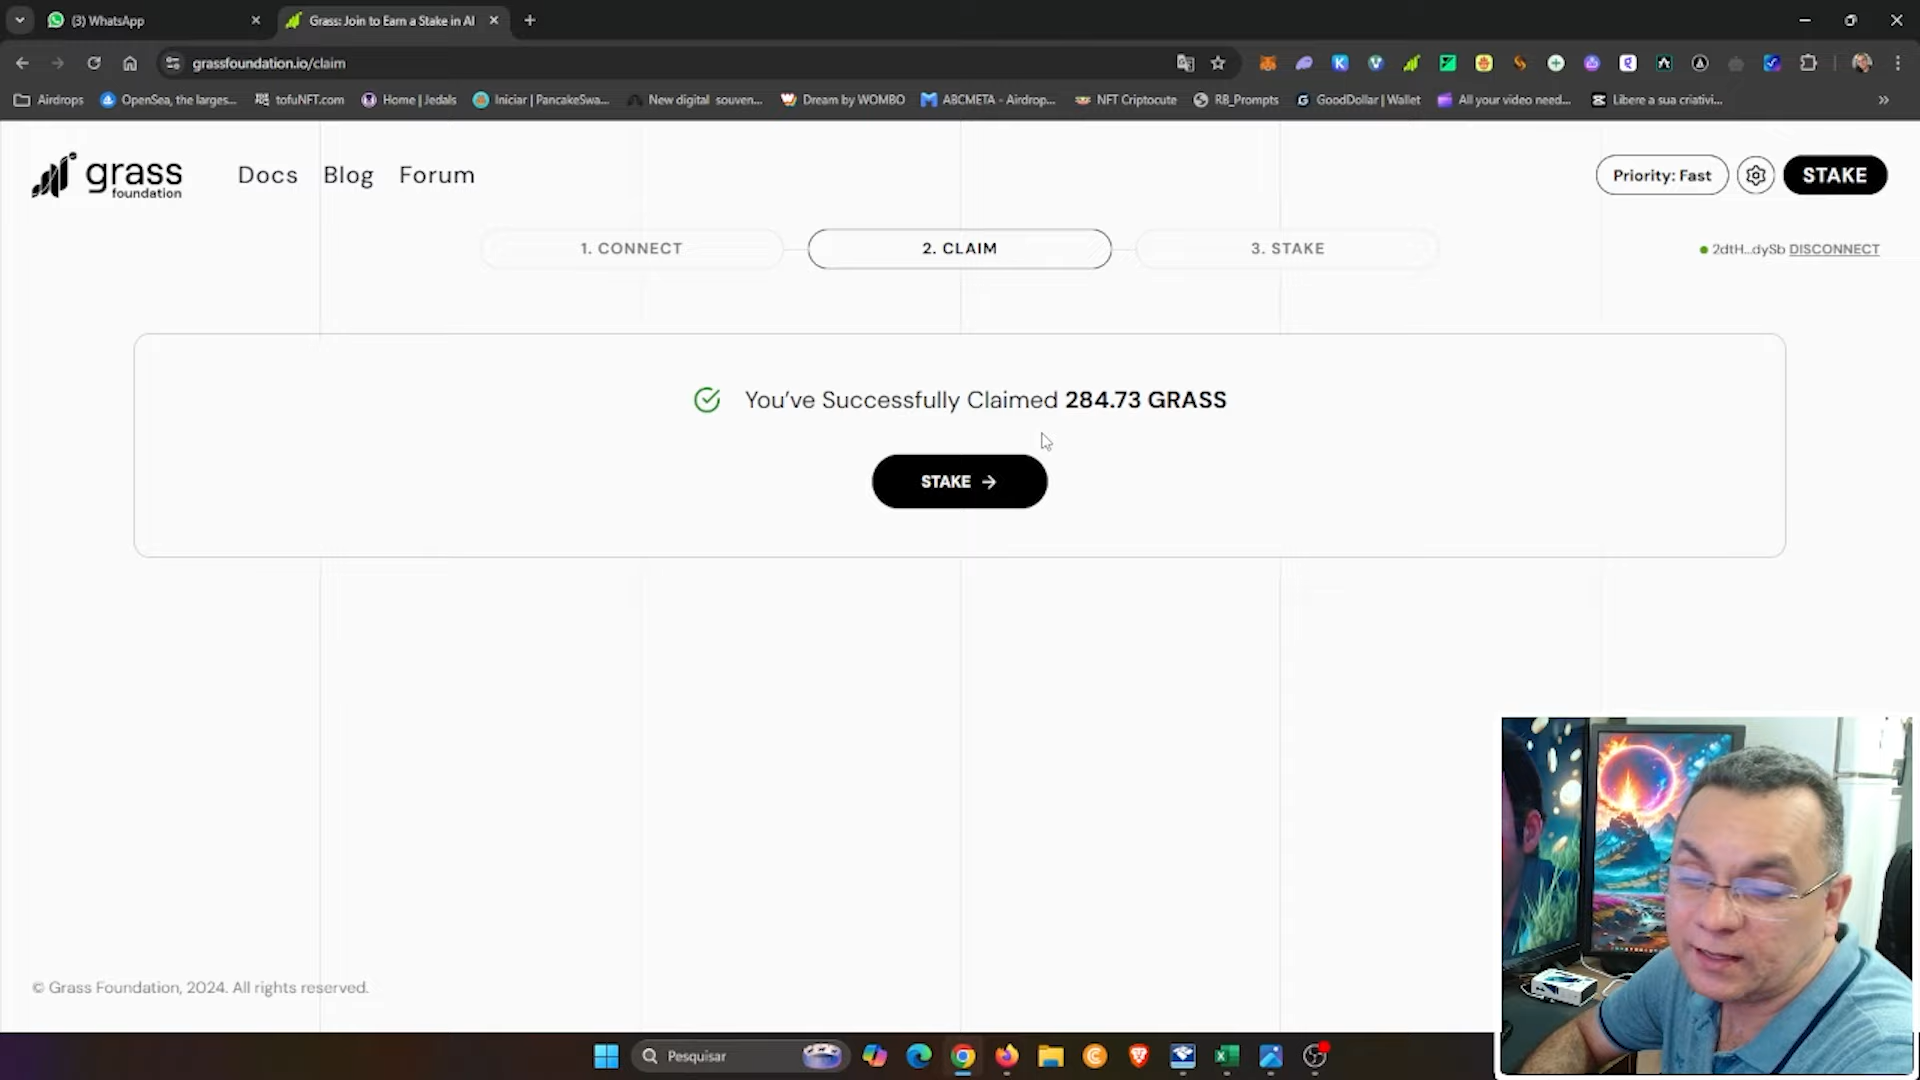 (3) WhatsApp
Grass: Join to Earn a Stake in AI
grassfoundation.io/claim
Airdrops
OpenSea, the larges...
tofuNFT.com
Home | Jedals
Iniciar | PancakeSwa...
New digital souven...
Dream by WOMBO
ABCMETA - Airdrop...
NFT Criptocute
RB_Prompts
GoodDollar | Wallet
All your video need...
Libere a sua criativi...
grass
foundation
Docs
Blog
Forum
Priority: Fast
STAKE
1. CONNECT
2. CLAIM
3. STAKE
2dtH...dySb DISCONNECT
You’ve Successfully Claimed 284.73 GRASS
STAKE →
© Grass Foundation, 2024. All rights reserved.
Pesquisar